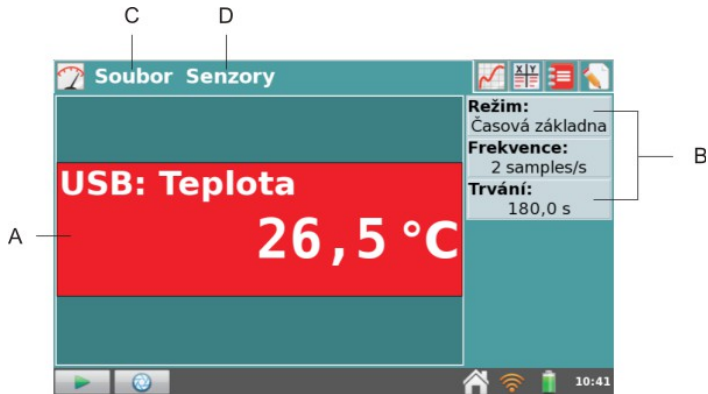 C D
Soubor Senzory
X Y
Režim:
Časová základna
Frekvence:
2 samples/s
Trvání:
180,0 s
B
USB: Teplota
26,5 °C
A
10:41